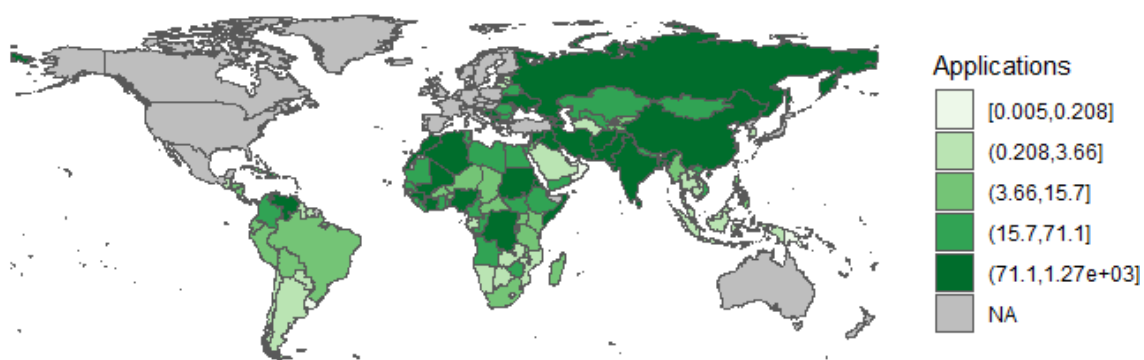 Applications
[0.005,0.208]
(0.208,3.66]
(3.66,15.7]
(15.7,71.1]
(71.1,1.27e+03]
NA